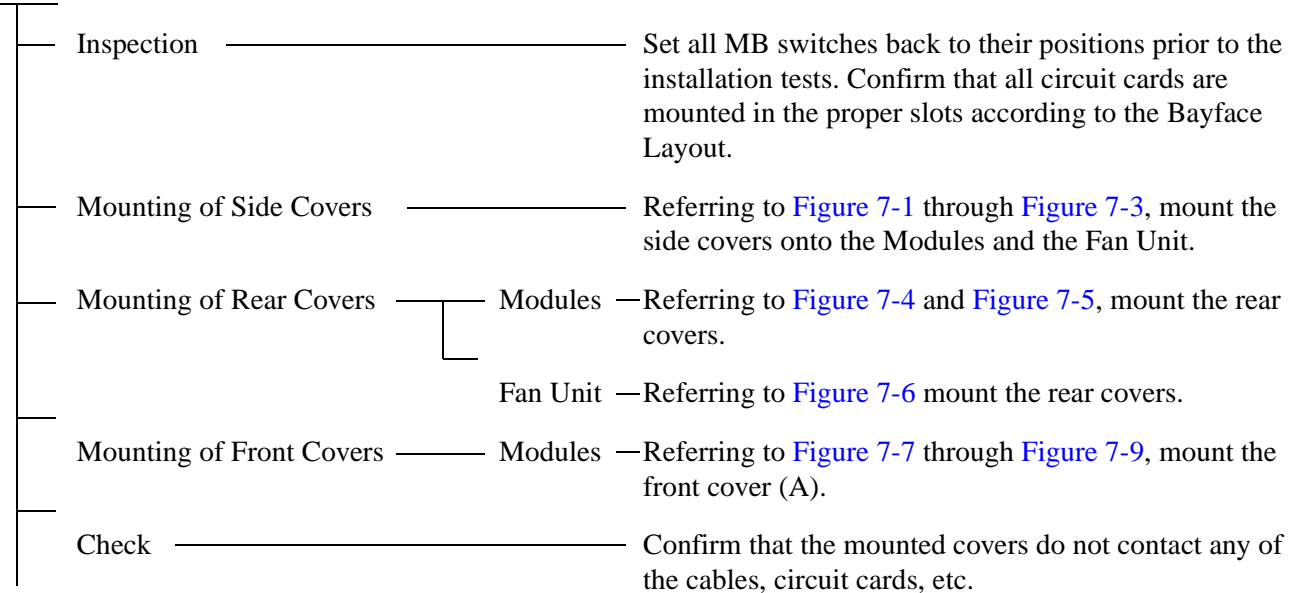 Inspection Set all MB switches back to their positions prior to the
installation tests. Confirm that all circuit cards are
mounted in the proper slots according to the Bayface
Layout.
Mounting of Side Covers Referring to Figure 7-1 through Figure 7-3, mount the
side covers onto the Modules and the Fan Unit.
Mounting of Rear Covers Modules Referring to Figure 7-4 and Figure 7-5, mount the rear
covers.
Fan Unit Referring to Figure 7-6 mount the rear covers.
Mounting of Front Covers Modules Referring to Figure 7-7 through Figure 7-9, mount the
front cover (A).
Check Confirm that the mounted covers do not contact any of
the cables, circuit cards, etc.